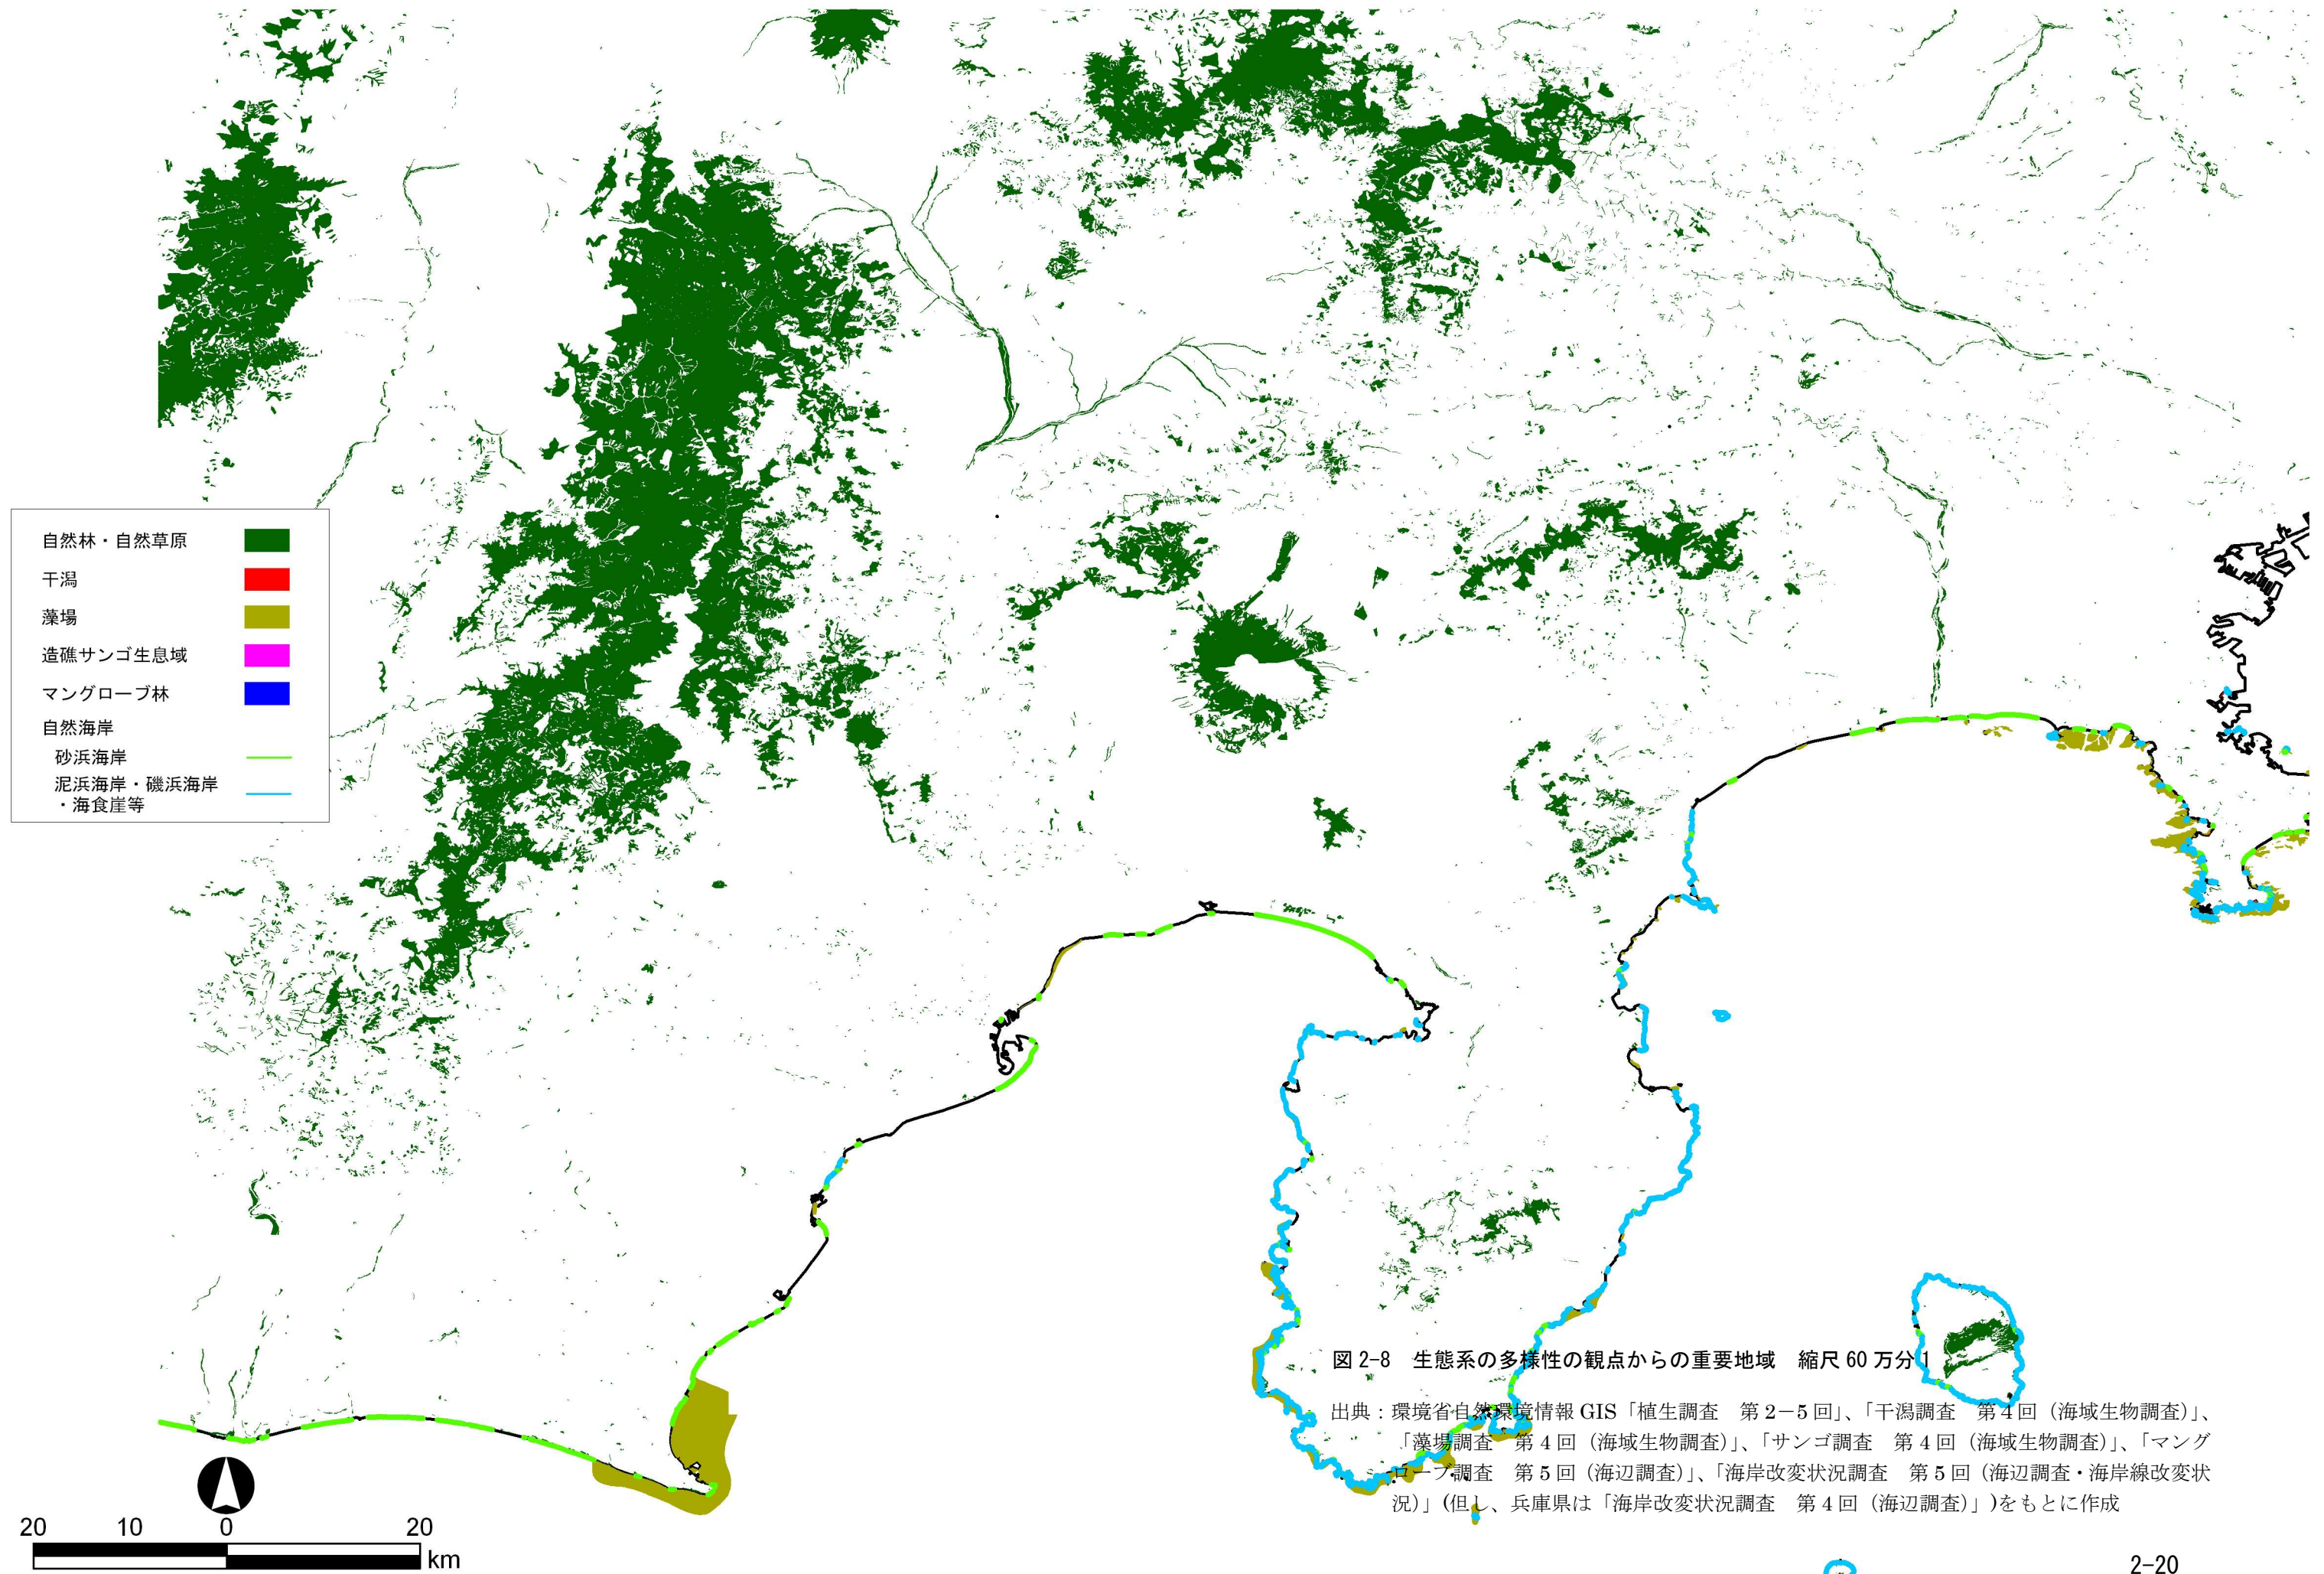 自然林・自然草原
干潟
藻場
造礁サンゴ生息域
マングローブ林
自然海岸
砂浜海岸
泥浜海岸・磯浜海岸
・海食崖等
図 2-8 生態系の多様性の観点からの重要地域 縮尺 60 万分 1
出典：環境省自然環境情報 GIS「植生調査 第 2－5 回」、「干潟調査 第 4 回（海域生物調査）」、
「藻場調査 第 4 回（海域生物調査）」、「サンゴ調査 第 4 回（海域生物調査）」、「マング
ローブ調査 第 5 回（海辺調査）」、「海岸改変状況調査 第 5 回（海辺調査・海岸線改変状
況）」(但し、兵庫県は「海岸改変状況調査 第 4 回（海辺調査）」)をもとに作成
20 10 0 20
km
2-20